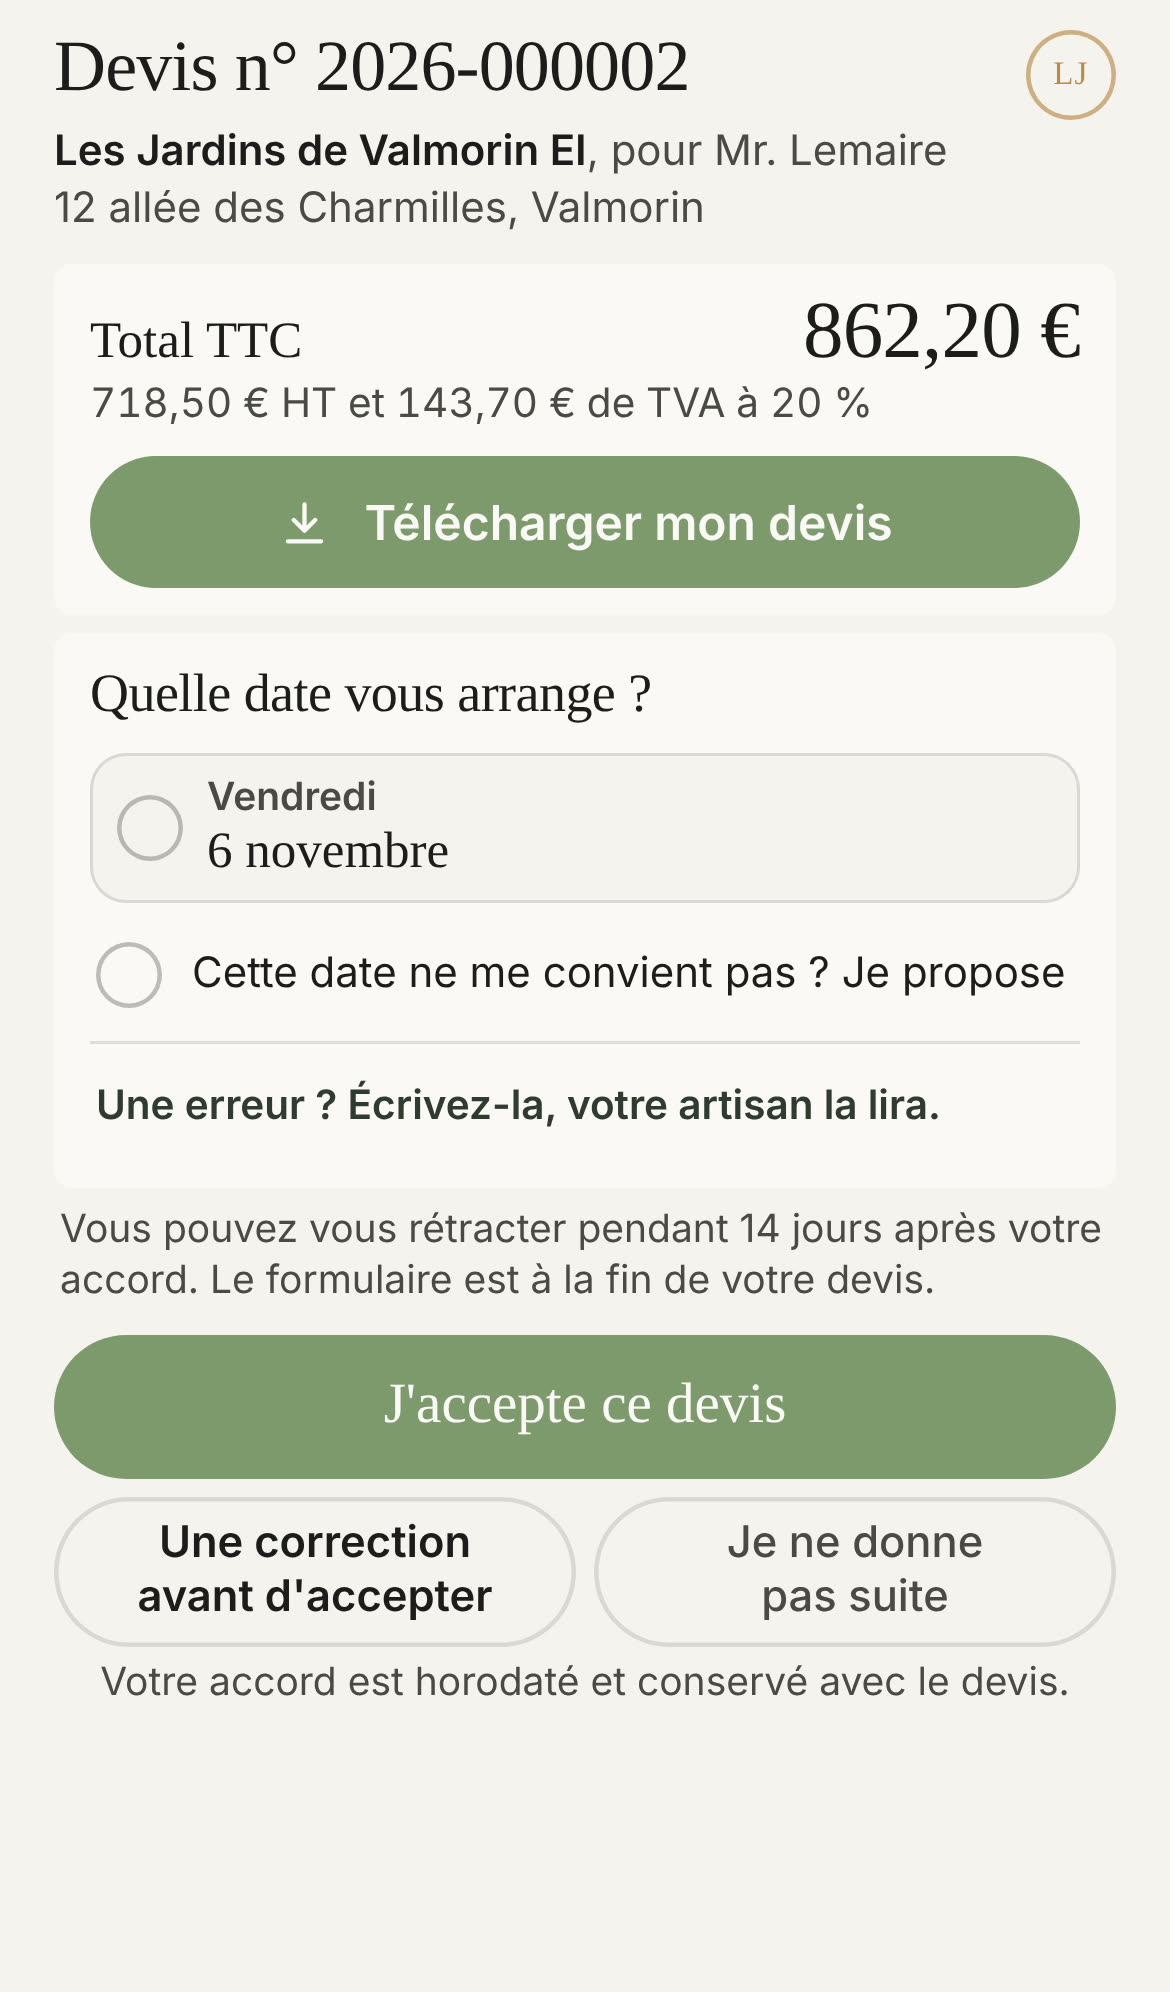 Devis n° 2026-000002
LJ
Les Jardins de Valmorin EI, pour Mr. Lemaire
12 allée des Charmilles, Valmorin
Total TTC 862,20 €
718,50 € HT et 143,70 € de TVA à 20 %
Télécharger mon devis
Quelle date vous arrange ?
Vendredi
6 novembre
Cette date ne me convient pas ? Je propose
Une erreur ? Écrivez-la, votre artisan la lira.
Vous pouvez vous rétracter pendant 14 jours après votre
accord. Le formulaire est à la fin de votre devis.
J'accepte ce devis
Une correction
avant d'accepter
Je ne donne
pas suite
Votre accord est horodaté et conservé avec le devis.